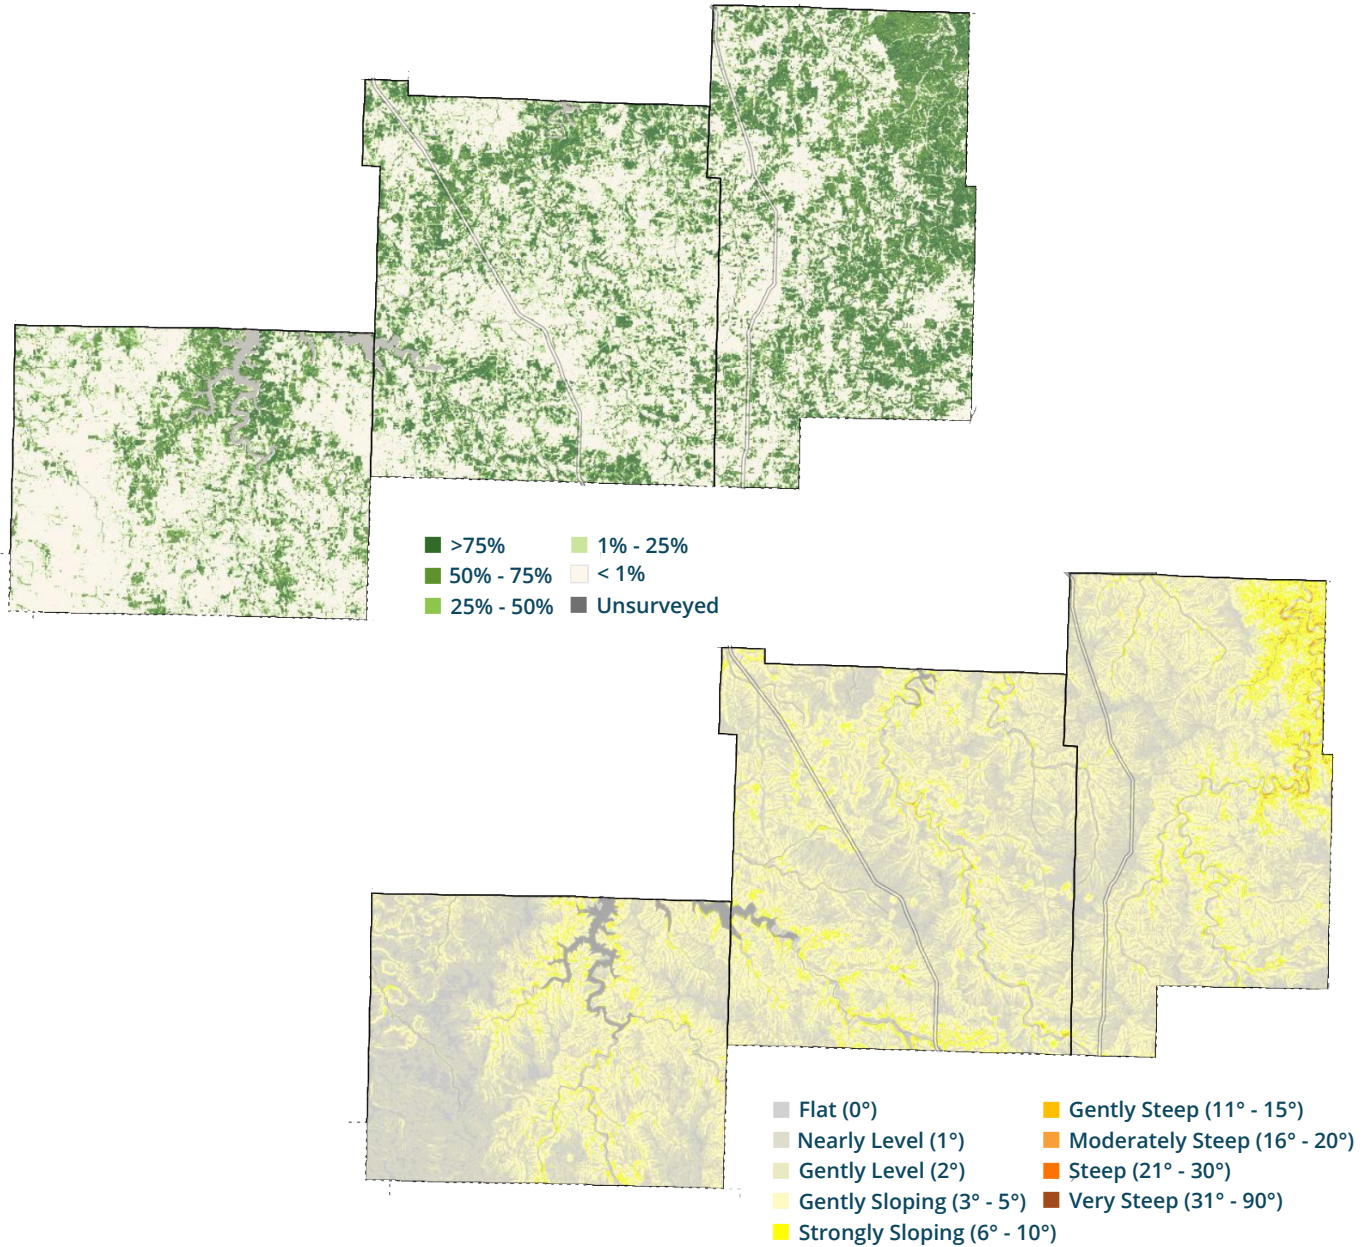 >75%
50% - 75%
25% - 50%
1% - 25%
< 1%
Unsurveyed
Flat (0°)
Nearly Level (1°)
Gently Level (2°)
Gently Sloping (3° - 5°)
Strongly Sloping (6° - 10°)
Gently Steep (11° - 15°)
Moderately Steep (16° - 20°)
Steep (21° - 30°)
Very Steep (31° - 90°)